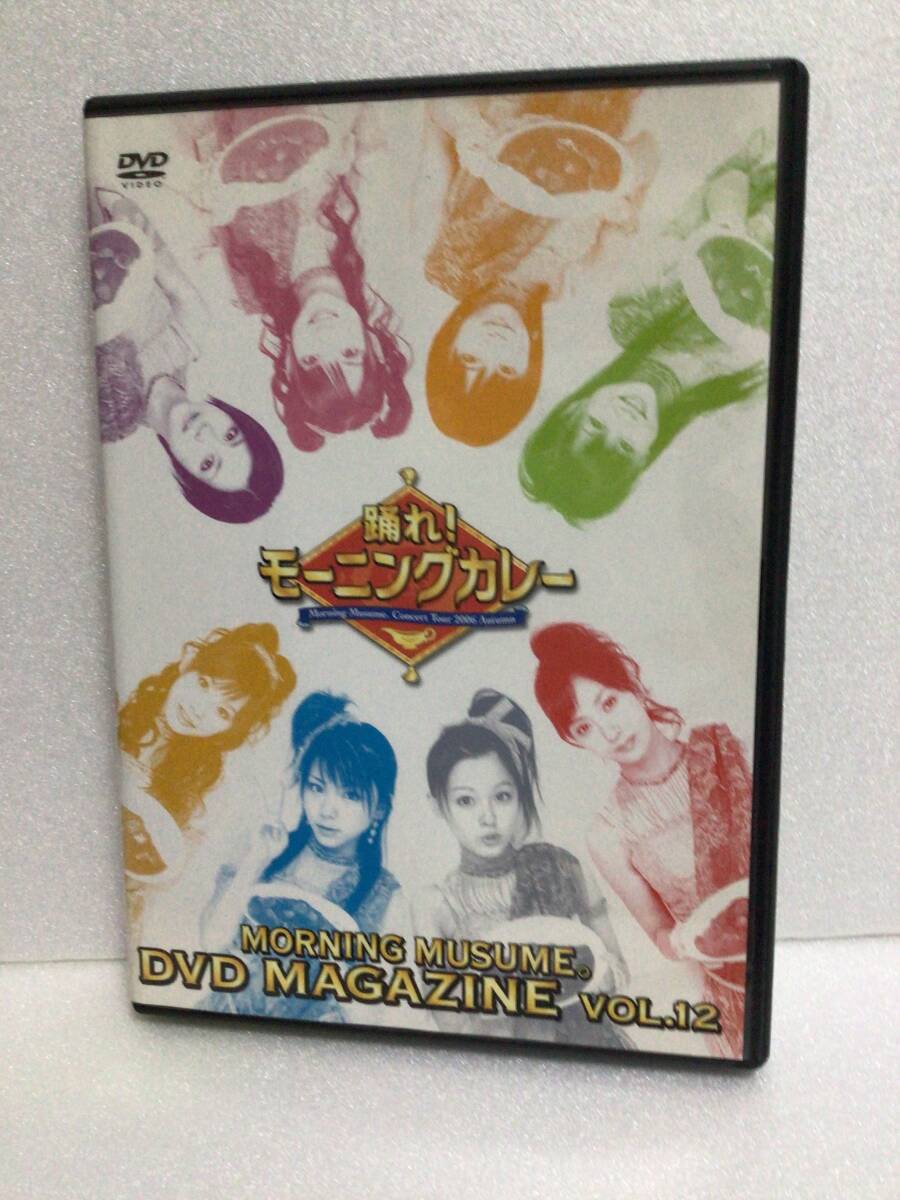 DVD
VIDEO
踊れ!
モーニングカレー
Morning Musume. Concert Tour 2006 Autumn
MORNING MUSUME。
DVD MAGAZINE VOL.12